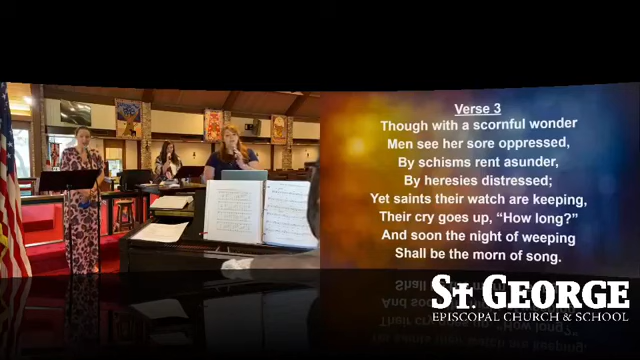 Verse 3
Though with a scornful wonder
Men see her sore oppressed,
By schisms rent asunder,
By heresies distressed;
Yet saints their watch are keeping,
Their cry goes up, “How long?”
And soon the night of weeping
Shall be the morn of song.
ST. GEORGE
EPISCOPAL CHURCH & SCHOOL